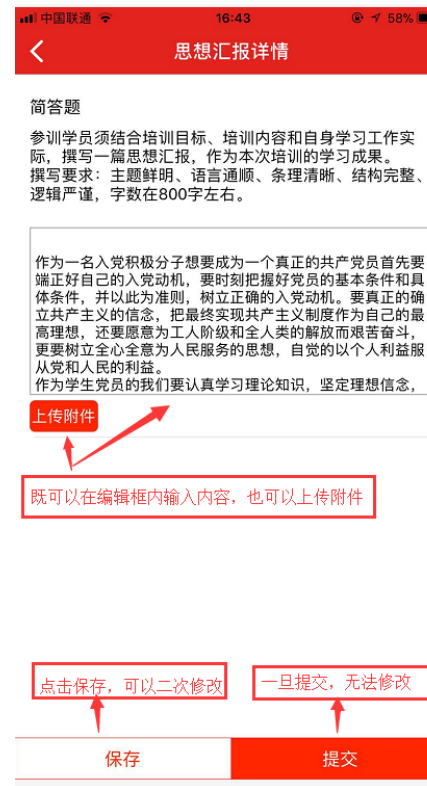 中国联通 16:43 58%
思想汇报详情
简答题
参训学员须结合培训目标、培训内容和自身学习工作实
际，撰写一篇思想汇报，作为本次培训的学习成果。
撰写要求：主题鲜明、语言通顺、条理清晰、结构完整、
逻辑严谨，字数在800字左右。
作为一名入党积极分子想要成为一个真正的共产党员首先要
端正好自己的入党动机，要时刻把握好党员的基本条件和具
体条件，并以此为准则，树立正确的入党动机。要真正的确
立共产主义的信念，把最终实现共产主义制度作为自己的最
高理想，还要愿意为工人阶级和全人类的解放而艰苦奋斗，
更要树立全心全意为人民服务的思想，自觉的以个人利益服
从党和人民的利益。
作为学生党员的我们要认真学习理论知识，坚定理想信念，
上传附件
既可以在编辑框内输入内容，也可以上传附件
点击保存，可以二次修改
一旦提交，无法修改
保存
提交